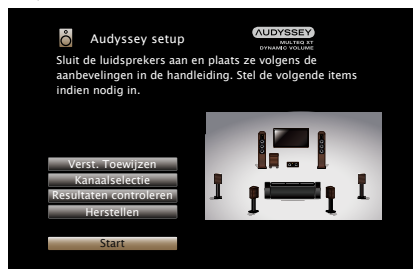 Audyssey setup
AUDYSSEY
MULTEQ XT
DYNAMIC VOLUME
Sluit de luidsprekers aan en plaats ze volgens de
aanbevelingen in de handleiding. Stel de volgende items
indien nodig in.
Verst. Toewijzen
Kanaalselectie
Resultaten controleren
Herstellen
Start